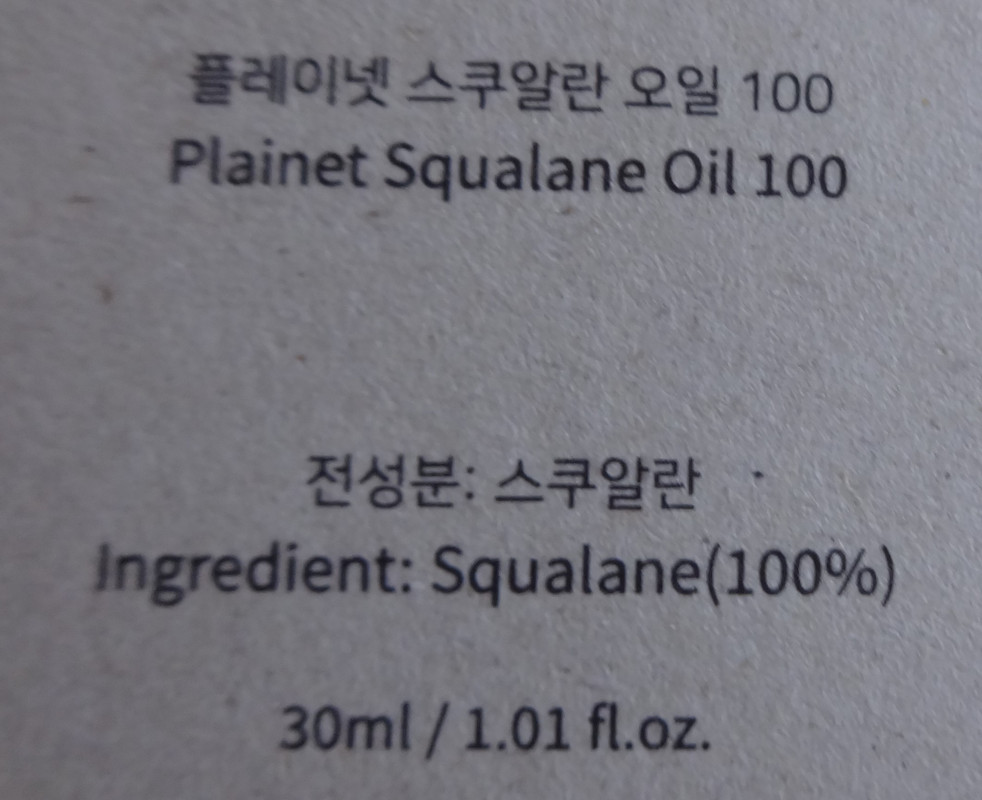 플레이넷 스쿠알란 오일 100
Plainet Squalane Oil 100
전성분: 스쿠알란
Ingredient: Squalane(100%)
30ml / 1.01 fl.oz.